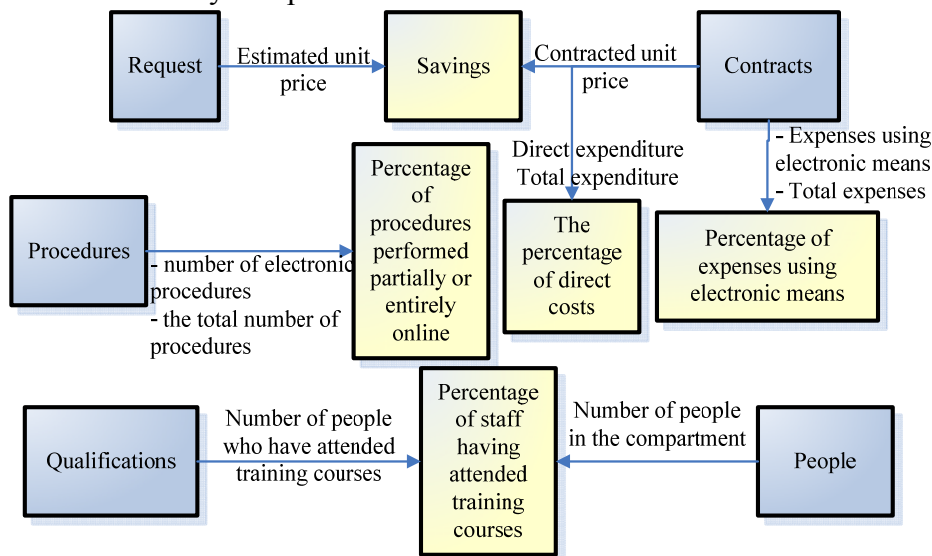 Request
Estimated unit
price
Savings
Contracted unit
price
Contracts
Direct expenditure
Total expenditure
- Expenses using
electronic means
- Total expenses
Procedures
- number of electronic
procedures
- the total number of
procedures
Percentage
of
procedures
performed
partially or
entirely
online
The
percentage
of direct
costs
Percentage of
expenses using
electronic means
Qualifications
Number of people
who have attended
training courses
Percentage
of staff
having
attended
training
courses
Number of people
in the compartment
People